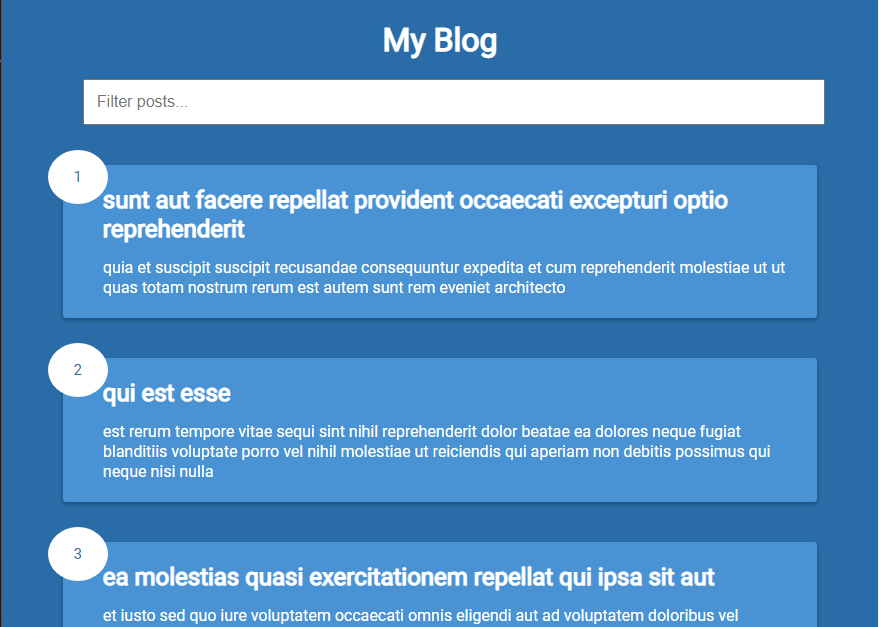 My Blog
Filter posts...
1
sunt aut facere repellat provident occaecati excepturi optio
reprehenderit
quia et suscipit suscipit recusandae consequuntur expedita et cum reprehenderit molestiae ut ut
quas totam nostrum rerum est autem sunt rem eveniet architecto
2
qui est esse
est rerum tempore vitae sequi sint nihil reprehenderit dolor beatae ea dolores neque fugiat
blanditiis voluptate porro vel nihil molestiae ut reiciendis qui aperiam non debitis possimus qui
neque nisi nulla
3
ea molestias quasi exercitationem repellat qui ipsa sit aut
et iusto sed quo iure voluptatem occaecati omnis eligendi aut ad voluptatem doloribus vel